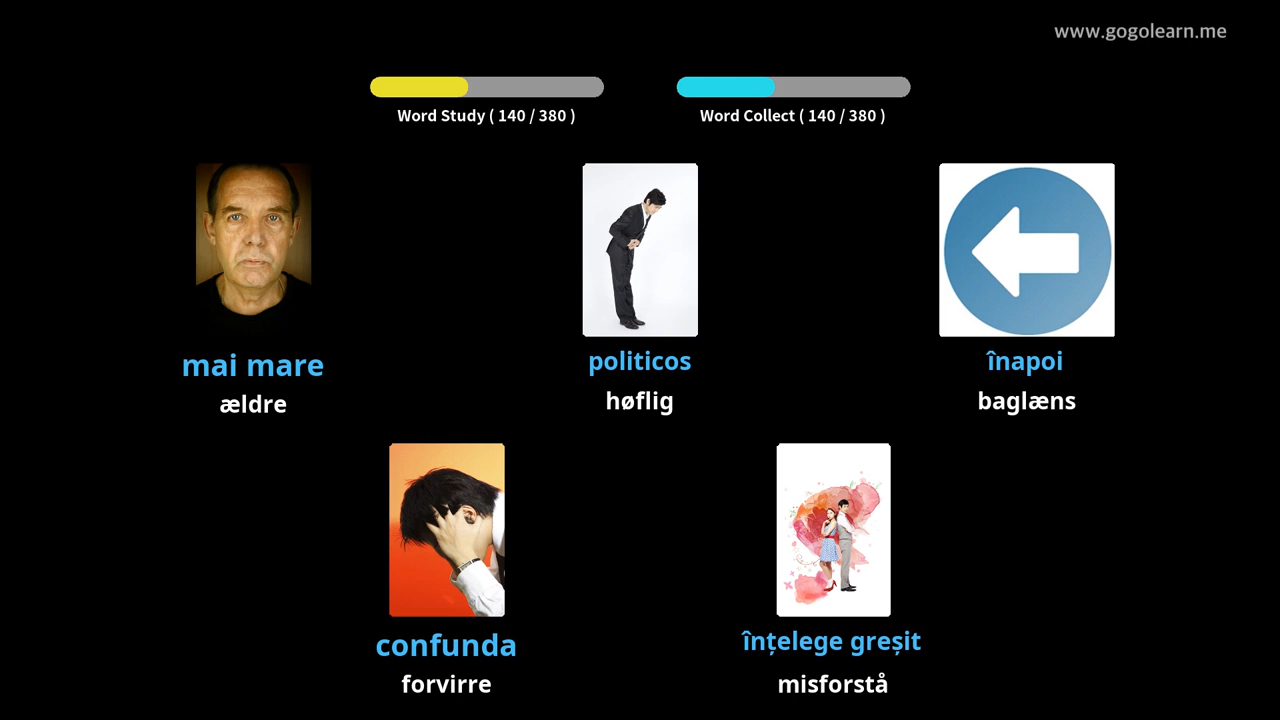 www.gogolearn.me
Word Study ( 140 / 380 )
Word Collect ( 140 / 380 )
mai mare
ældre
politicos
høflig
înapoi
baglæns
confunda
forvirre
înțelege greșit
misforstå